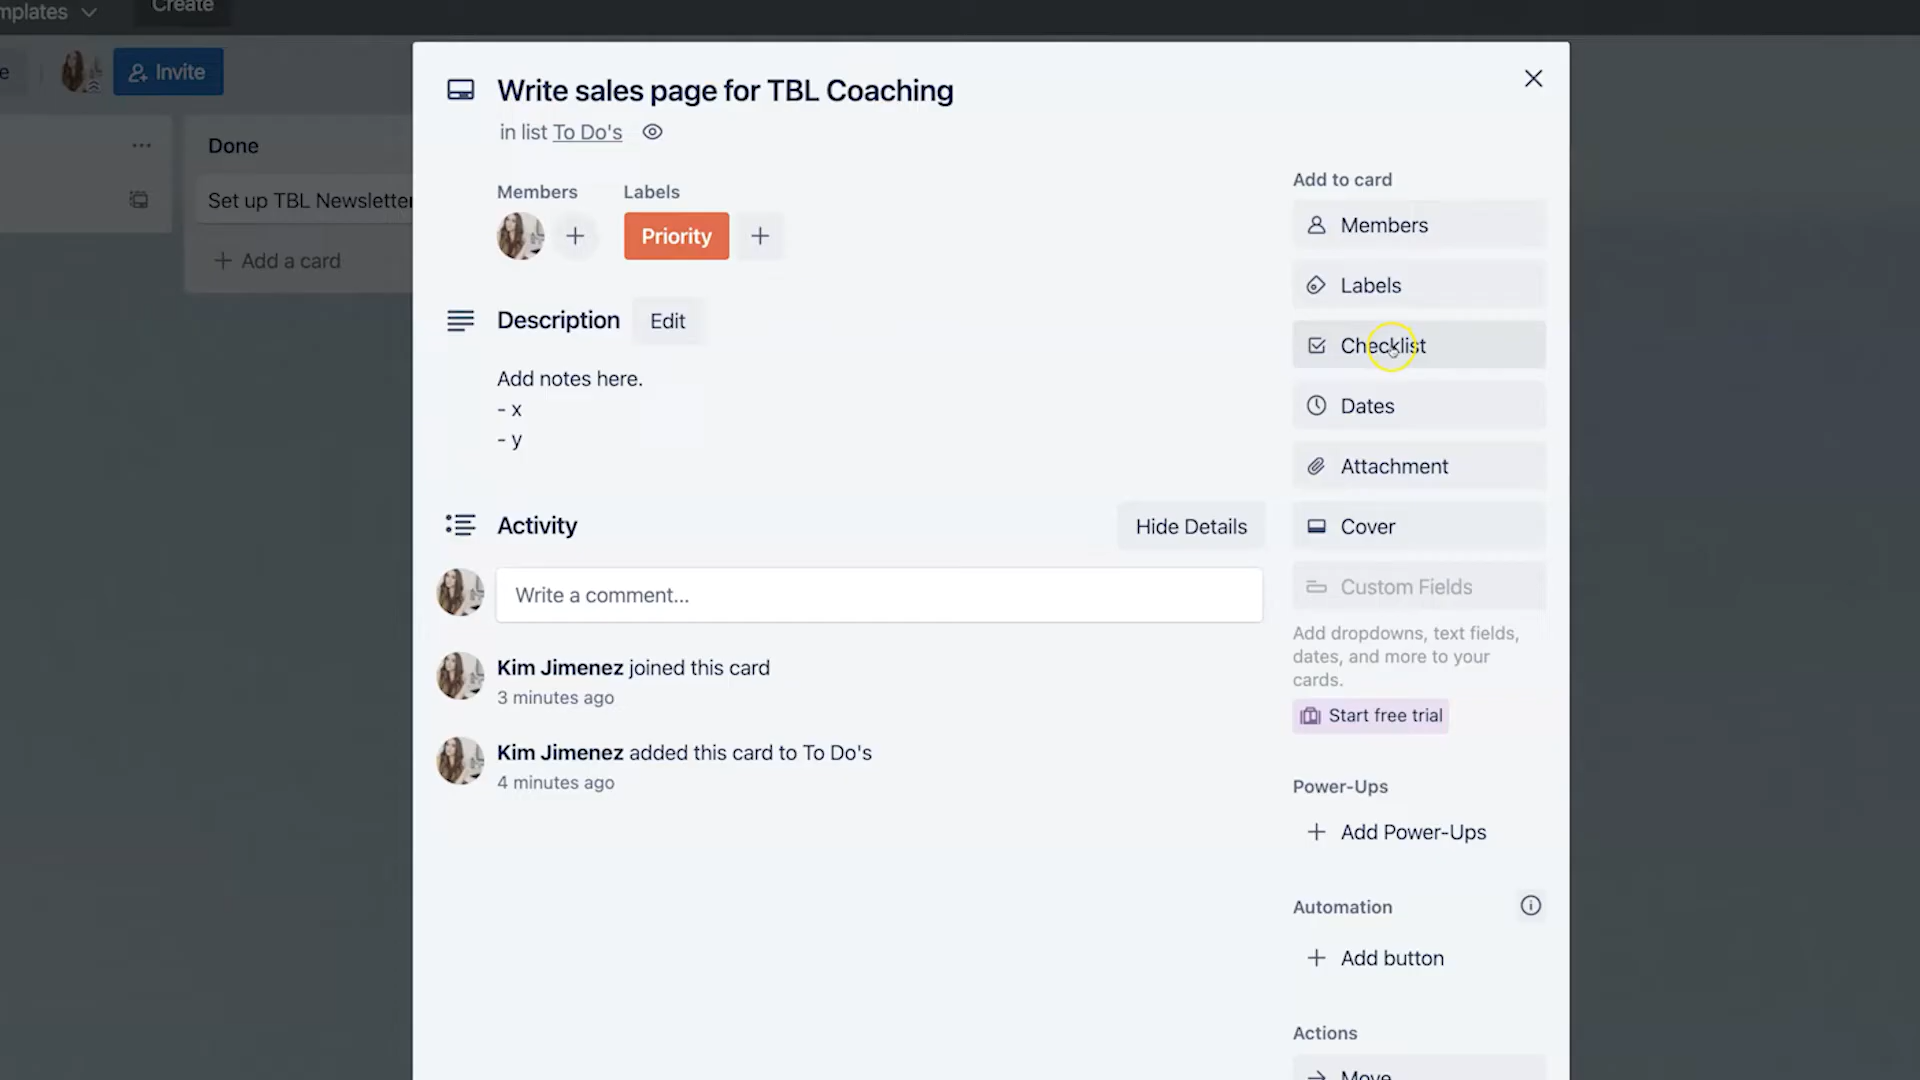 Create
Invite
Done
Set up TBL Newsletter
Add a card
Write sales page for TBL Coaching
in list To Do's
Members
Labels
Priority
Description
Edit
Add notes here.
- x
- y
Activity
Hide Details
Write a comment...
Kim Jimenez joined this card
3 minutes ago
Kim Jimenez added this card to To Do's
4 minutes ago
Add to card
Members
Labels
Checklist
Dates
Attachment
Cover
Custom Fields
Add dropdowns, text fields,
dates, and more to your
cards.
Start free trial
Power-Ups
Add Power-Ups
Automation
Add button
Actions
Move